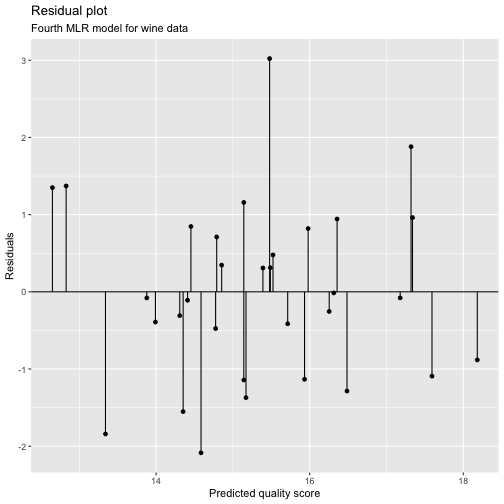 Residual plot
Fourth MLR model for wine data
3
2
1
0
-1
-2
Residuals
14
16
18
Predicted quality score